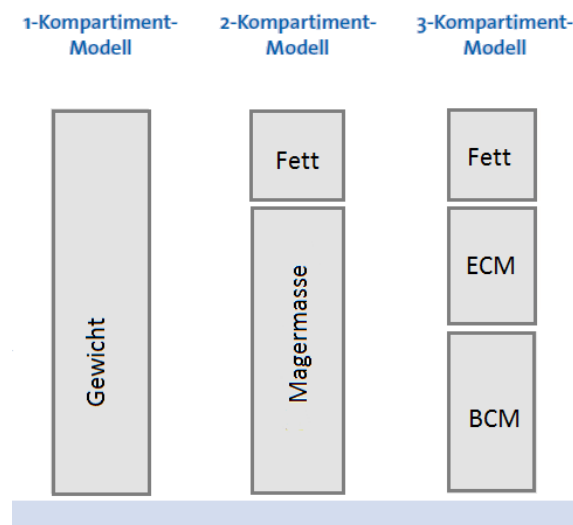 1-Kompartiment-
Modell
2-Kompartiment-
Modell
3-Kompartiment-
Modell
Gewicht
Fett
Magermasse
Fett
ECM
BCM